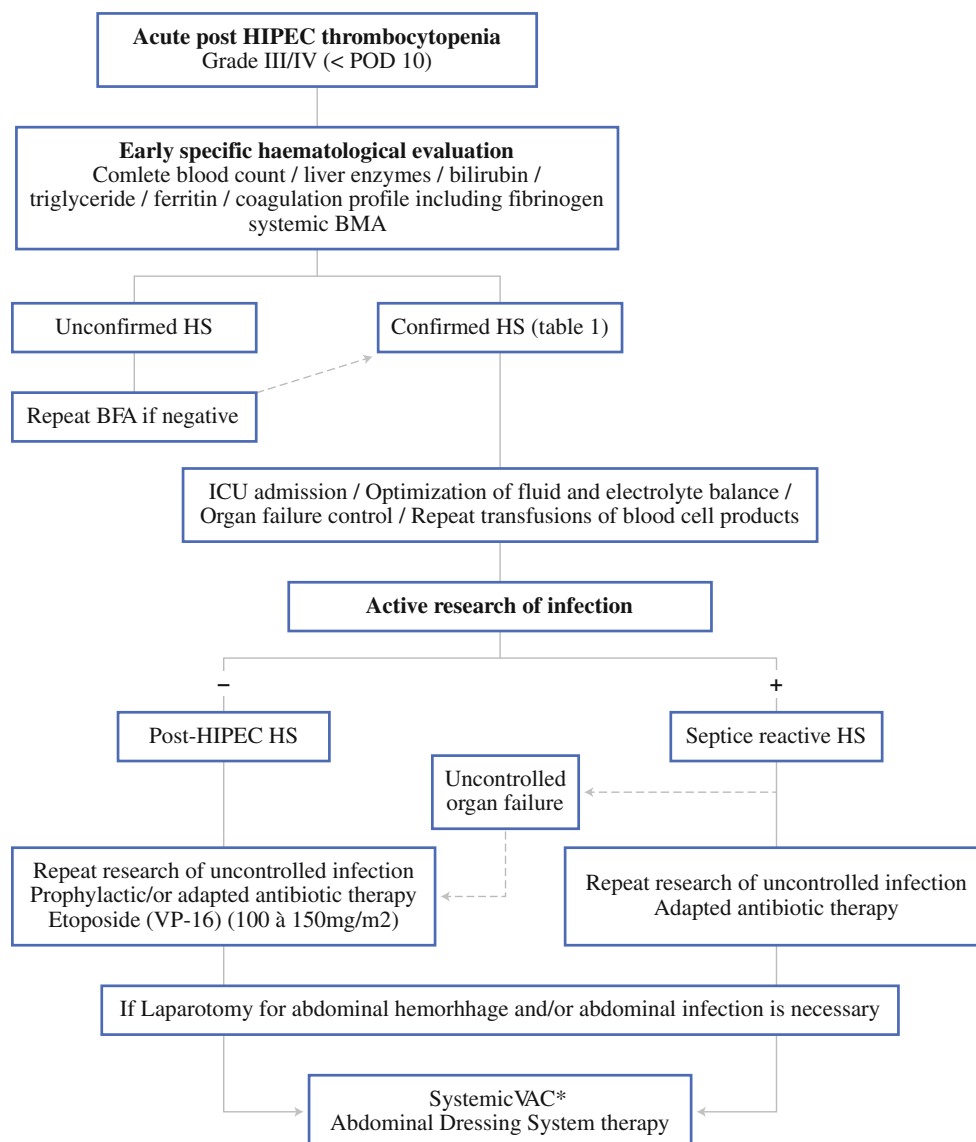 Acute post HIPEC thrombocytopenia
Grade III/IV (< POD 10)
Early specific haematological evaluation
Comlete blood count / liver enzymes / bilirubin /
triglyceride / ferritin / coagulation profile including fibrinogen
systemic BMA
Unconfirmed HS
Confirmed HS (table 1)
Repeat BFA if negative
ICU admission / Optimization of fluid and electrolyte balance /
Organ failure control / Repeat transfusions of blood cell products
Active research of infection
–
+
Post-HIPEC HS
Septice reactive HS
Uncontrolled
organ failure
Repeat research of uncontrolled infection
Prophylactic/or adapted antibiotic therapy
Etoposide (VP-16) (100 à 150mg/m2)
Repeat research of uncontrolled infection
Adapted antibiotic therapy
If Laparotomy for abdominal hemorhhage and/or abdominal infection is necessary
SystemicVAC*
Abdominal Dressing System therapy